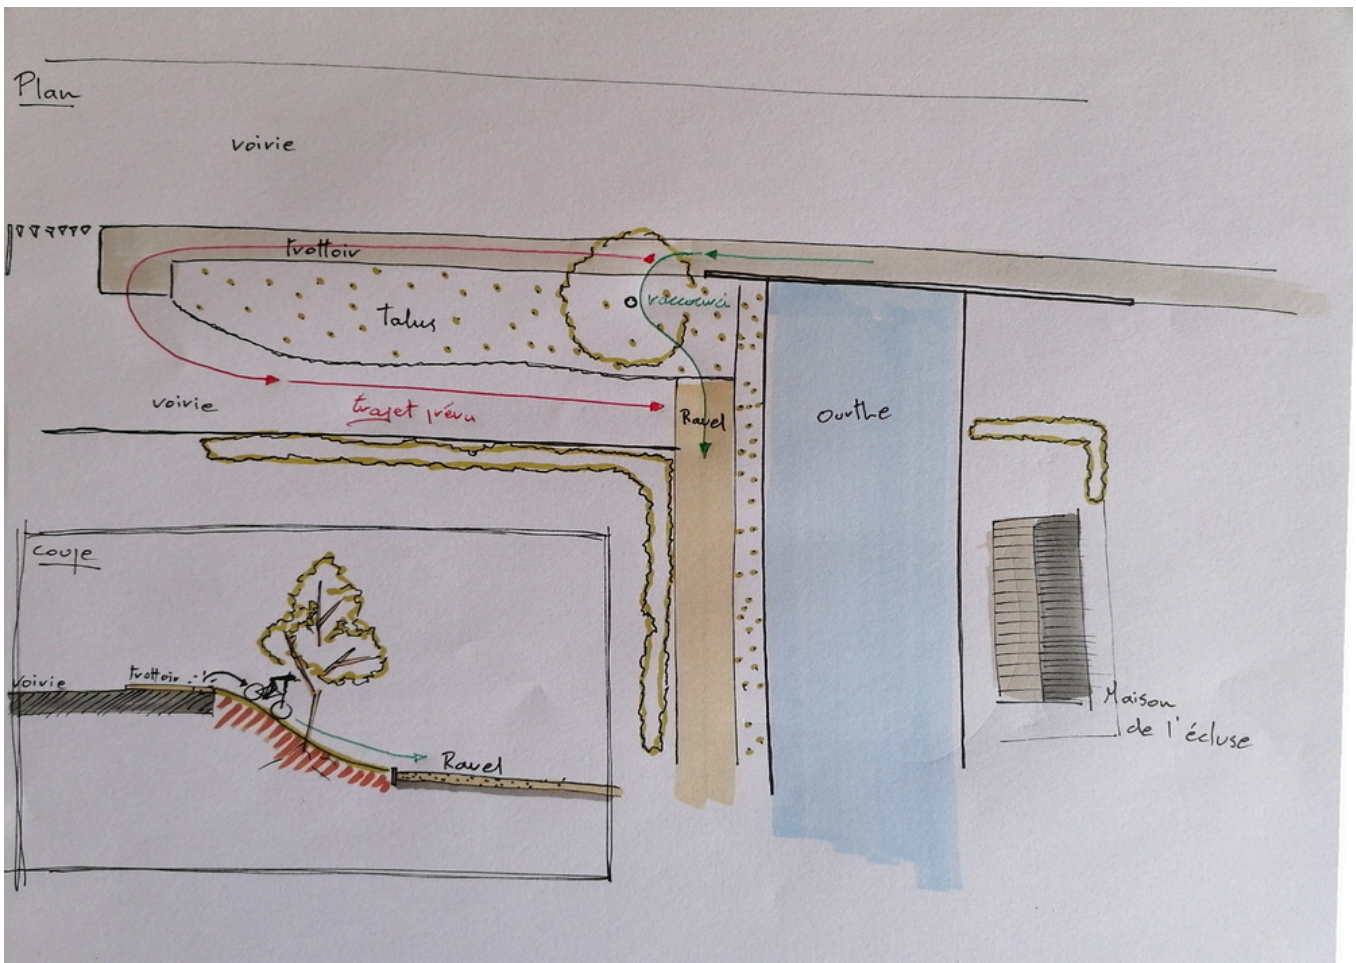 Plan
voirie
trottoir
raccourci
talus
voirie
trajet prévu
Ravel
ourthe
coupe
voirie
trottoir
Ravel
Maison
de l'écluse